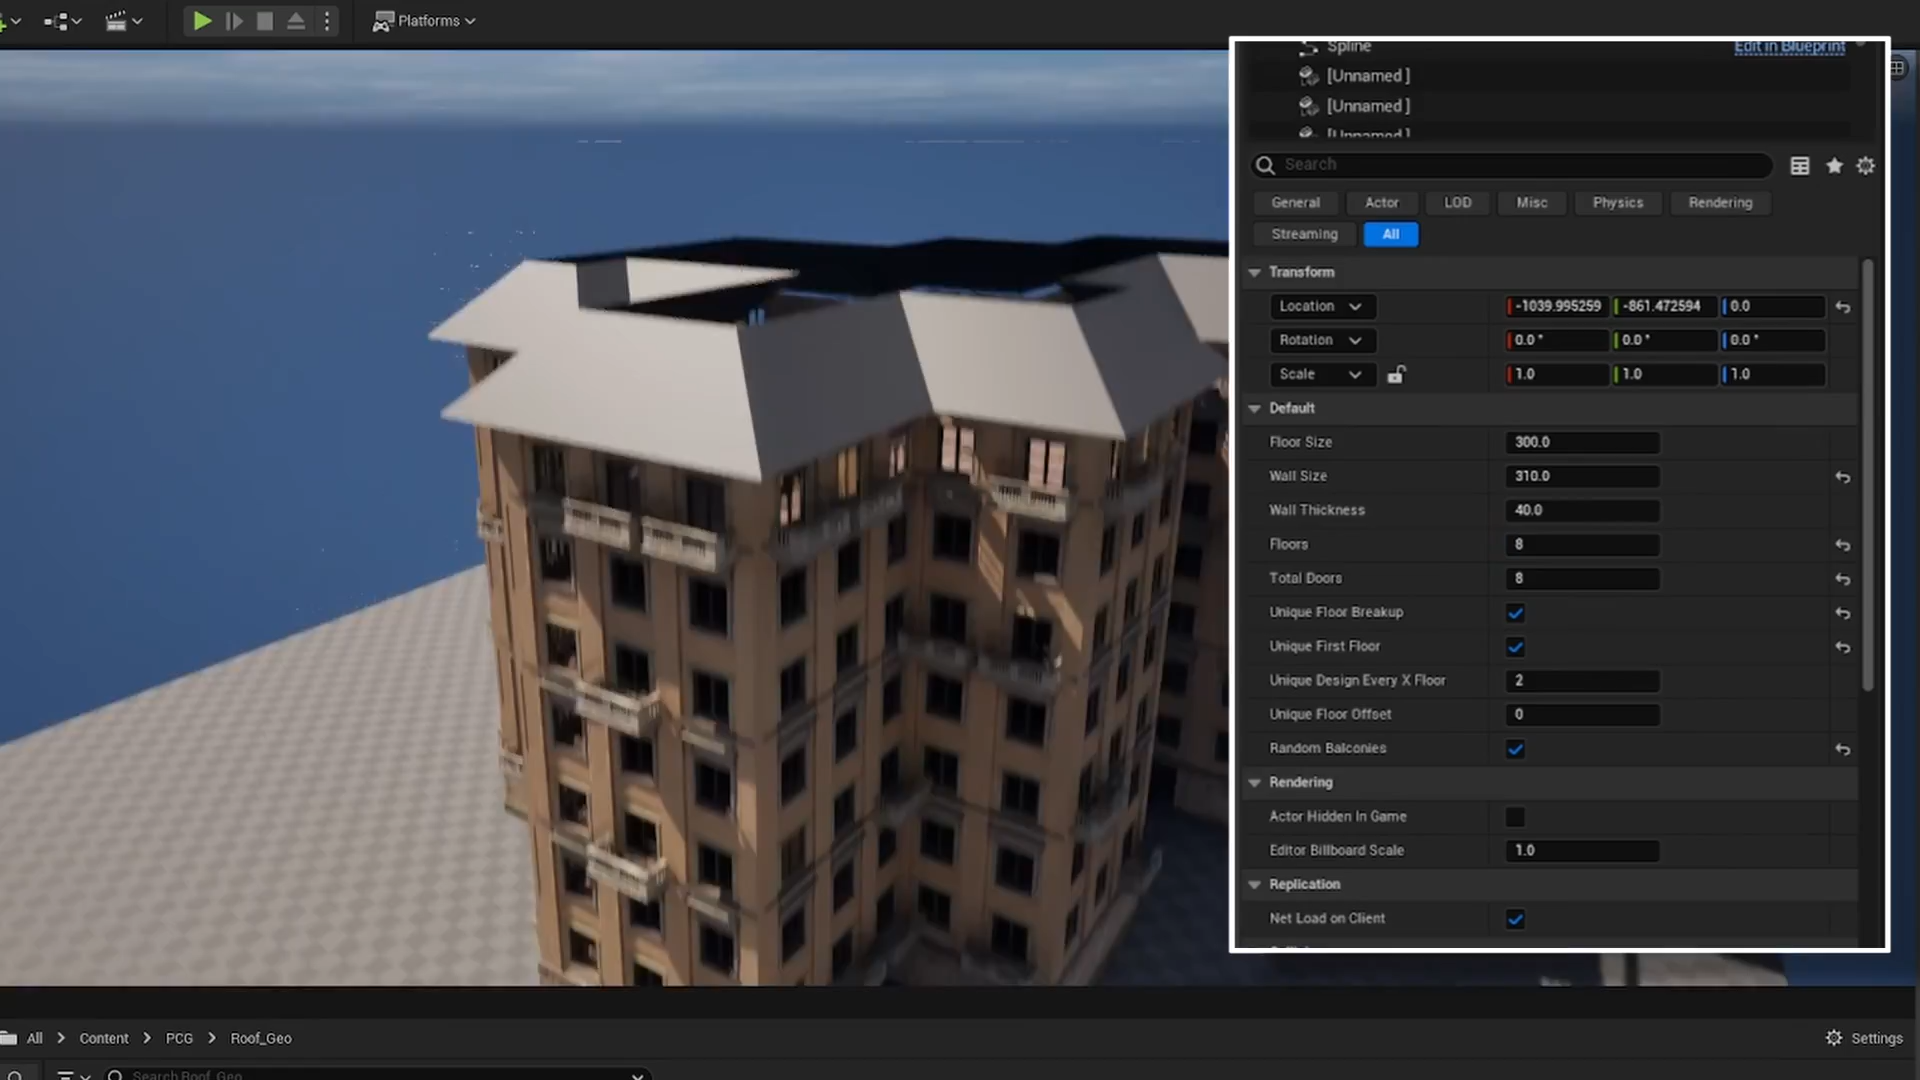 Platforms
Spline
Edit in Blueprint
[Unnamed ]
[Unnamed ]
[Unnamed ]
Search
General Actor LOD Misc Physics Rendering
Streaming All
Transform
Location -1039.995259 -861.472594 0.0
Rotation 0.0 ° 0.0 ° 0.0 °
Scale 1.0 1.0 1.0
Default
Floor Size 300.0
Wall Size 310.0
Wall Thickness 40.0
Floors 8
Total Doors 8
Unique Floor Breakup
Unique First Floor
Unique Design Every X Floor 2
Unique Floor Offset 0
Random Balconies
Rendering
Actor Hidden In Game
Editor Billboard Scale 1.0
Replication
Net Load on Client
All > Content > PCG > Roof_Geo
Settings
Search Roof_Geo